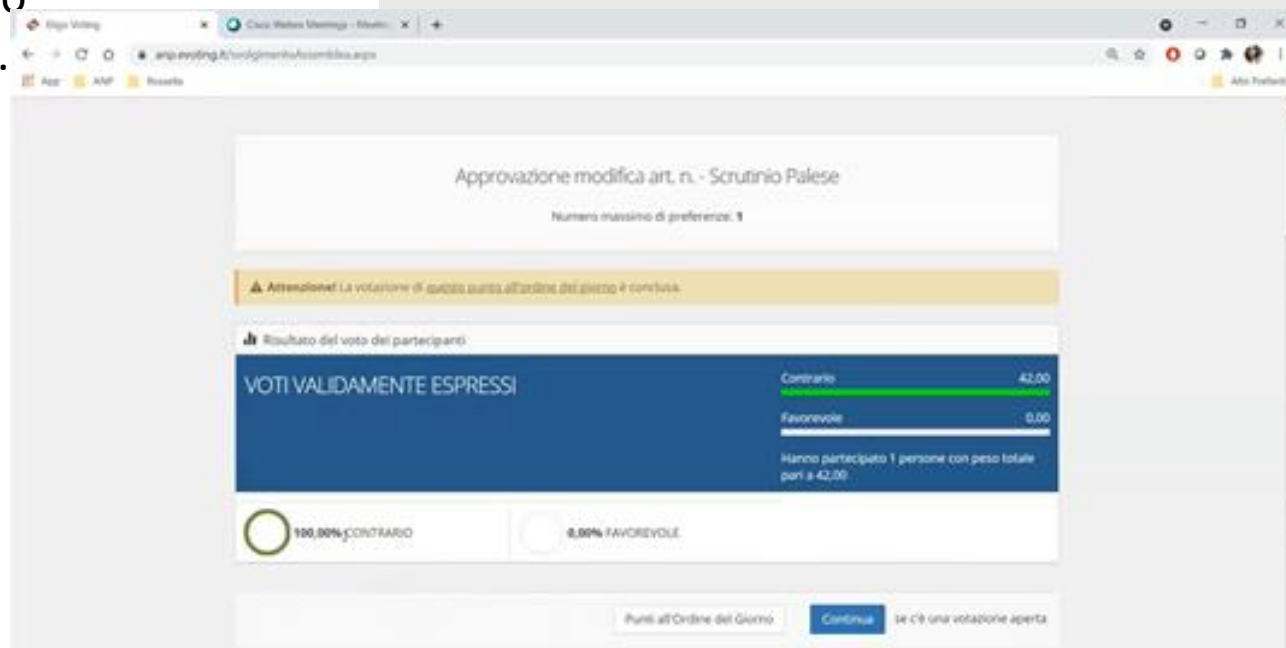 Eligo Voting
Cisco Webex Meetings
anp.evoting.it/svolgimentoAssemblea.aspx
App ANP Rossella
Approvazione modifica art. n. - Scrutinio Palese
Numero massimo di preferenze: 1
Attenzione! La votazione di questo punto all'ordine del giorno è conclusa.
Risultato del voto dei partecipanti
VOTI VALIDAMENTE ESPRESSI
Contrario 42,00
Favorevole 0,00
Hanno partecipato 1 persone con peso totale
pari a 42,00
100,00% CONTRARIO 0,00% FAVOREVOLE
Punti all'Ordine del Giorno Continua se c'è una votazione aperta